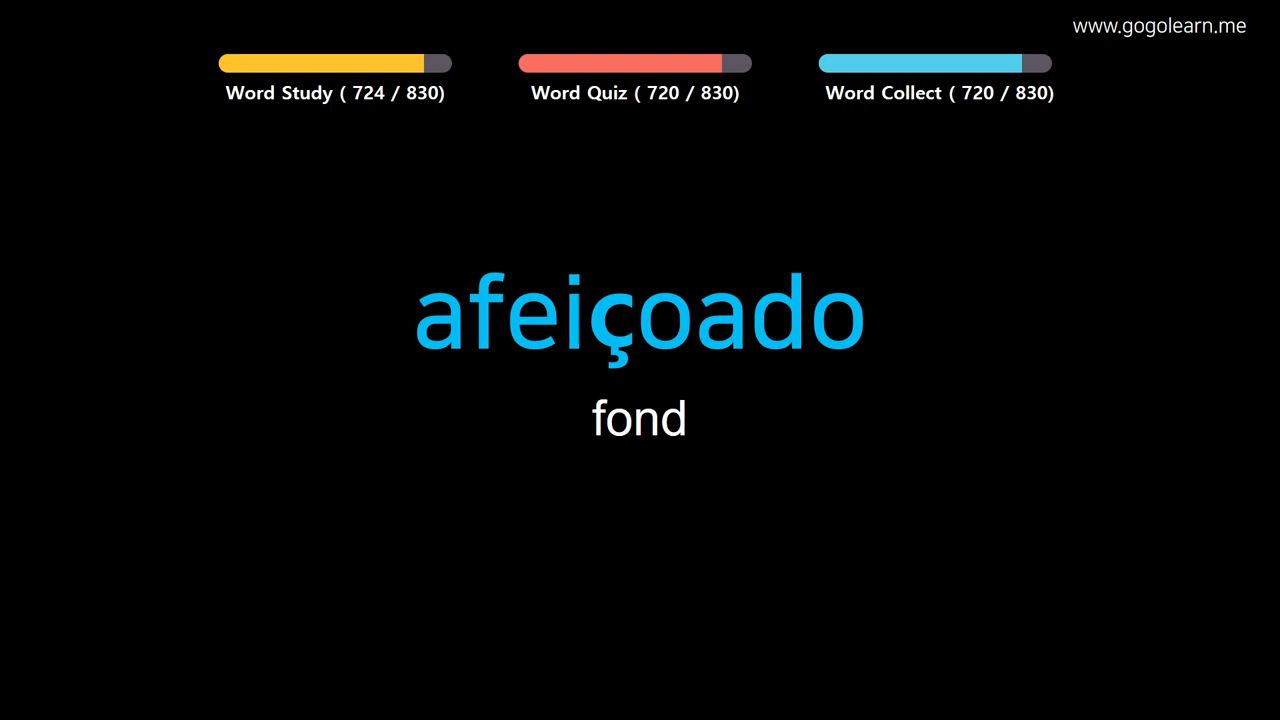 www.gogolearn.me
Word Study ( 724 / 830)
Word Quiz ( 720 / 830)
Word Collect ( 720 / 830)
afeiçoado
fond